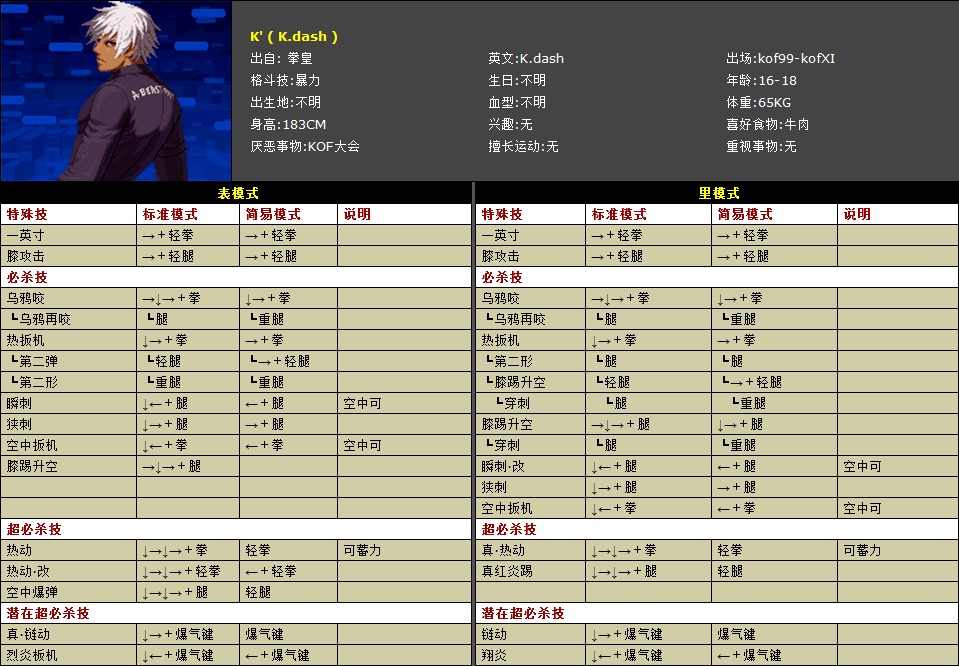 A-BEAST
K' ( K.dash )
出自: 拳皇 英文:K.dash 出场:kof99-kofXI
格斗技:暴力 生日:不明 年龄:16-18
出生地:不明 血型:不明 体重:65KG
身高:183CM 兴趣:无 喜好食物:牛肉
厌恶事物:KOF大会 擅长运动:无 重视事物:无
表模式
特殊技 标准模式 简易模式 说明
一英寸 →+轻拳 →+轻拳
膝攻击 →+轻腿 →+轻腿
必杀技
乌鸦咬 →↓→+拳 ↓→+拳
┗乌鸦再咬 ┗腿 ┗重腿
热扳机 ↓→+拳 →+拳
┗第二弹 ┗轻腿 ┗→+轻腿
┗第二形 ┗重腿 ┗重腿
瞬刺 ↓←+腿 ←+腿 空中可
狭刺 ↓→+腿 →+腿
空中扳机 ↓←+拳 ←+拳 空中可
膝踢升空 →↓→+腿
超必杀技
热动 ↓→↓→+拳 轻拳 可蓄力
热动·改 ↓→↓→+轻拳 ←+轻拳
空中爆弹 ↓→↓→+腿 轻腿
潜在超必杀技
真·链动 ↓→+爆气键 爆气键
烈炎板机 ↓←+爆气键 ←+爆气键
里模式
特殊技 标准模式 简易模式 说明
一英寸 →+轻拳 →+轻拳
膝攻击 →+轻腿 →+轻腿
必杀技
乌鸦咬 →↓→+拳 ↓→+拳
┗乌鸦再咬 ┗腿 ┗重腿
热扳机 ↓→+拳 →+拳
┗第二形 ┗腿 ┗腿
┗膝踢升空 ┗轻腿 ┗→+轻腿
┗穿刺 ┗腿 ┗重腿
膝踢升空 →↓→+腿 ↓→+腿
┗穿刺 ┗腿 ┗重腿
瞬刺·改 ↓←+腿 ←+腿 空中可
狭刺 ↓→+腿 →+腿
空中扳机 ↓←+拳 ←+拳 空中可
超必杀技
真·热动 ↓→↓→+拳 轻拳 可蓄力
真红炎踢 ↓→↓→+腿 轻腿
潜在超必杀技
链动 ↓→+爆气键 爆气键
翔炎 ↓←+爆气键 ←+爆气键